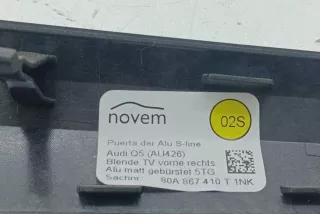 novem
02S
Puerta der Alu S-line
Audi Q5 (AU426)
Blende TV vorne rechts
Alu matt gebürstet 5TG
Sachnr.: 80A 867 410 T 1NK